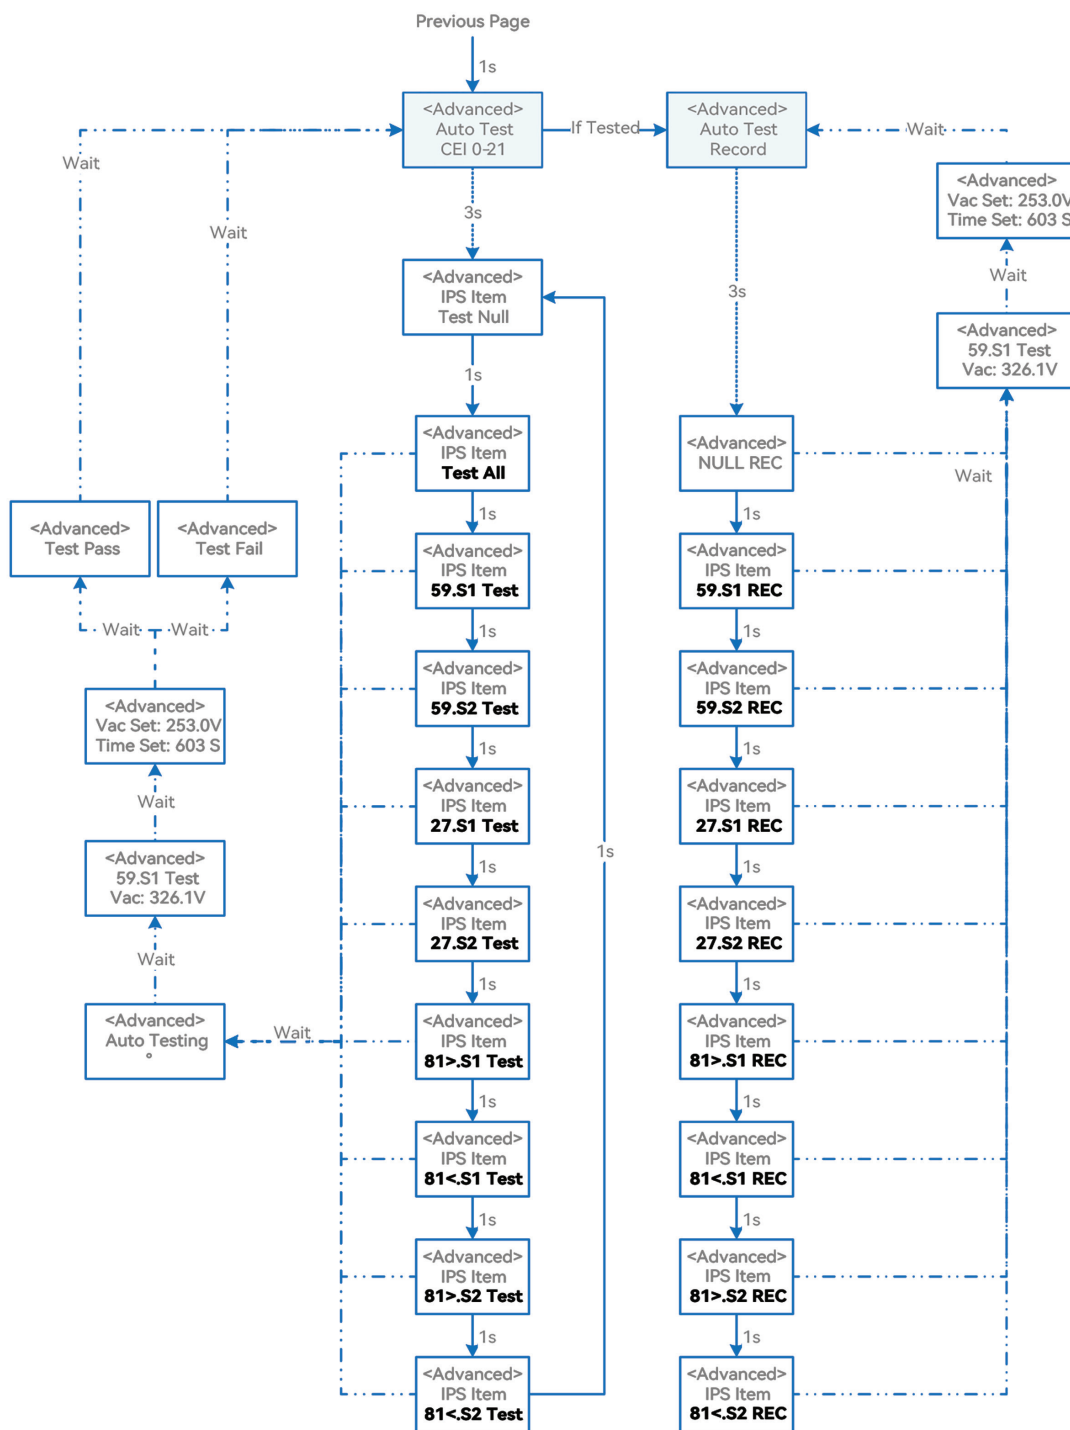 Previous Page
1s
<Advanced>
Auto Test
CEI 0-21
If Tested
<Advanced>
Auto Test
Record
Wait
Wait
Wait
<Advanced>
Vac Set: 253.0V
Time Set: 603 S
3s
3s
Wait
<Advanced>
IPS Item
Test Null
<Advanced>
59.S1 Test
Vac: 326.1V
1s
<Advanced>
IPS Item
Test All
<Advanced>
NULL REC
Wait
1s
1s
<Advanced>
Test Pass
<Advanced>
Test Fail
<Advanced>
IPS Item
59.S1 Test
<Advanced>
IPS Item
59.S1 REC
Wait
Wait
1s
1s
<Advanced>
IPS Item
59.S2 Test
<Advanced>
IPS Item
59.S2 REC
<Advanced>
Vac Set: 253.0V
Time Set: 603 S
1s
1s
Wait
<Advanced>
IPS Item
27.S1 Test
<Advanced>
IPS Item
27.S1 REC
1s
<Advanced>
59.S1 Test
Vac: 326.1V
1s
1s
<Advanced>
IPS Item
27.S2 Test
<Advanced>
IPS Item
27.S2 REC
Wait
1s
1s
<Advanced>
Auto Testing
°
Wait
<Advanced>
IPS Item
81>.S1 Test
<Advanced>
IPS Item
81>.S1 REC
1s
1s
<Advanced>
IPS Item
81<.S1 Test
<Advanced>
IPS Item
81<.S1 REC
1s
1s
<Advanced>
IPS Item
81>.S2 Test
<Advanced>
IPS Item
81>.S2 REC
1s
1s
<Advanced>
IPS Item
81<.S2 Test
<Advanced>
IPS Item
81<.S2 REC